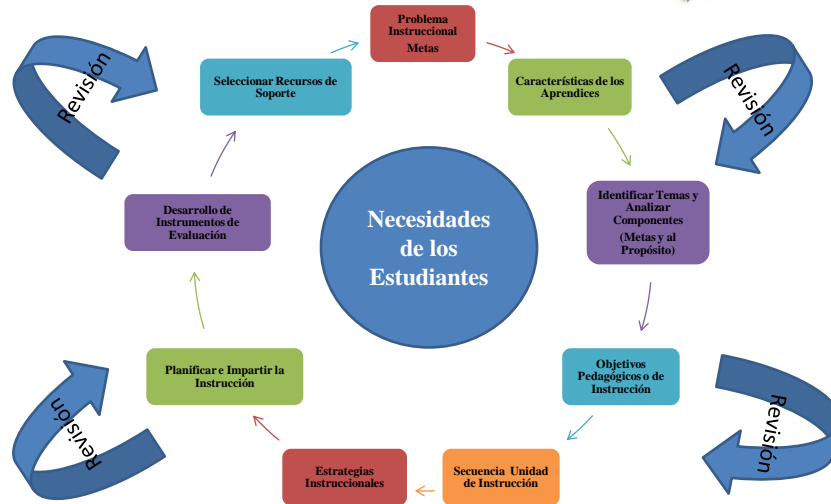 Problema
Instruccional
Metas
Revisión
Seleccionar Recursos de
Soporte
Características de los
Aprendices
Revisión
Desarrollo de
Instrumentos de
Evaluación
Necesidades
de los
Estudiantes
Identificar Temas y
Analizar
Componentes
(Metas y al
Propósito)
Planificar e Impartir la
Instrucción
Objetivos
Pedagógicos o de
Instrucción
Revisión
Revisión
Estrategias
Instruccionales
Secuencia Unidad
de Instrucción